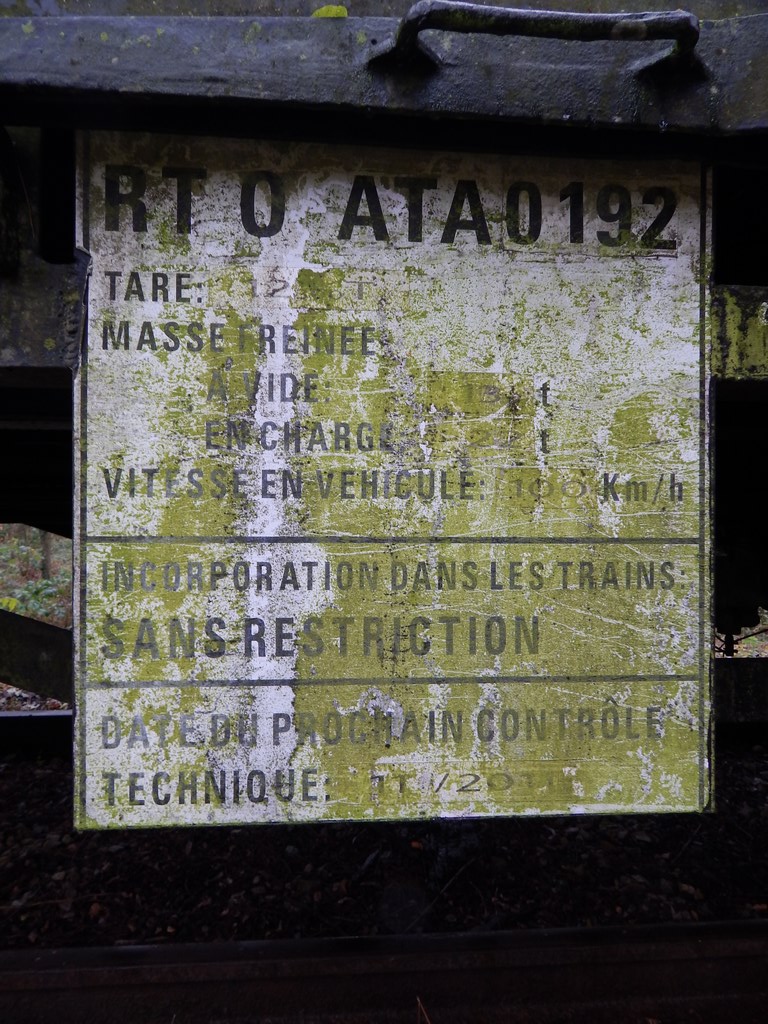 RT O ATA0192
TARE:
MASSE FREINEE
À VIDE: t
EN CHARGE: t
VITESSE EN VEHICULE: 100 Km/h
INCORPORATION DANS LES TRAINS:
SANS RESTRICTION
DATE DU PROCHAIN CONTRÔLE
TECHNIQUE: